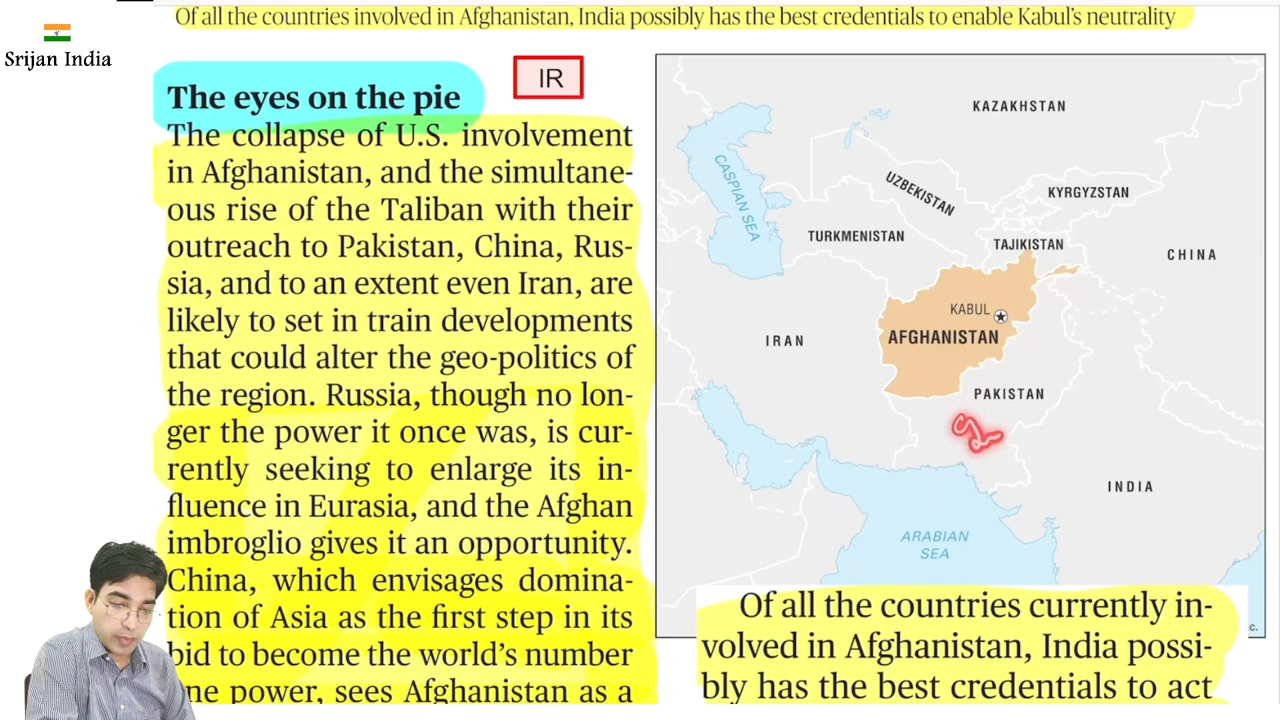 Of all the countries involved in Afghanistan, India possibly has the best credentials to enable Kabul's neutrality
Srijan India
The eyes on the pie
IR
The collapse of U.S. involvement
in Afghanistan, and the simultane-
ous rise of the Taliban with their
outreach to Pakistan, China, Rus-
sia, and to an extent even Iran, are
likely to set in train developments
that could alter the geo-politics of
the region. Russia, though no lon-
ger the power it once was, is cur-
rently seeking to enlarge its in-
fluence in Eurasia, and the Afghan
imbroglio gives it an opportunity.
China, which envisages domina-
tion of Asia as the first step in its
bid to become the world's number
one power, sees Afghanistan as a
KAZAKHSTAN
CASPIAN SEA
UZBEKISTAN
KYRGYZSTAN
TURKMENISTAN
TAJIKISTAN
CHINA
KABUL
AFGHANISTAN
IRAN
PAKISTAN
INDIA
ARABIAN
SEA
c.
Of all the countries currently in-
volved in Afghanistan, India possi-
bly has the best credentials to act